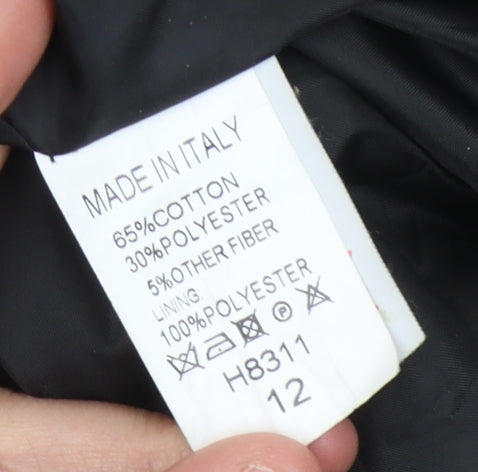 MADE IN ITALY
65%COTTON
30%POLYESTER
5%OTHER FIBER
LINING:
100%POLYESTER
P
H8311
12